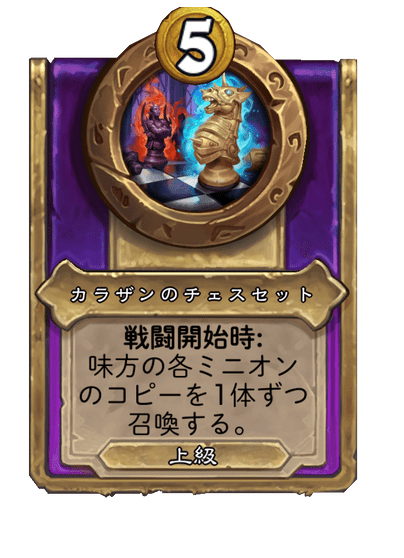 5
カラザンのチェスセット
戦闘開始時:
味方の各ミニオン
のコピーを1体ずつ
召喚する。
上級